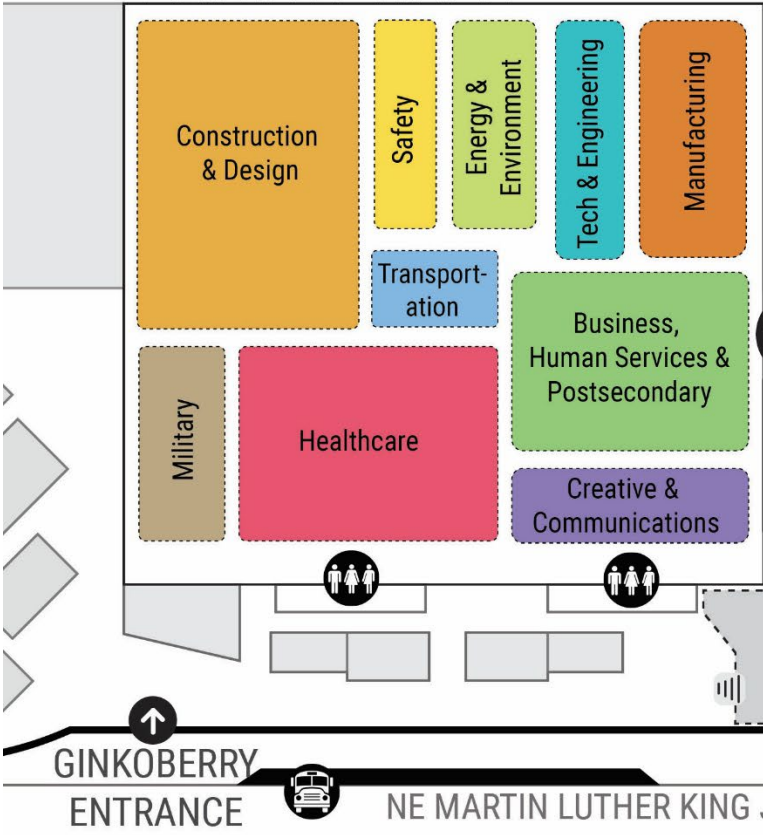 Construction
& Design
Safety
Energy &
Environment
Tech & Engineering
Manufacturing
Transport-
ation
Business,
Human Services &
Postsecondary
Military
Healthcare
Creative &
Communications
GINKOBERRY
ENTRANCE
NE MARTIN LUTHER KING